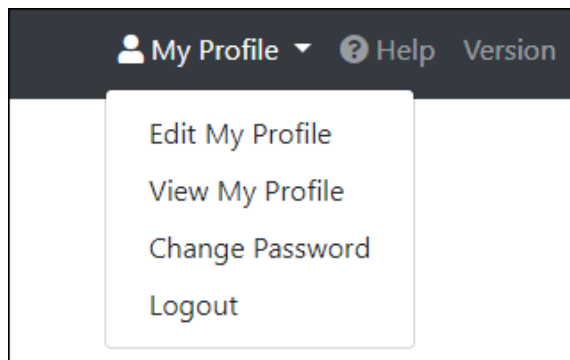 My Profile Help Version
Edit My Profile
View My Profile
Change Password
Logout